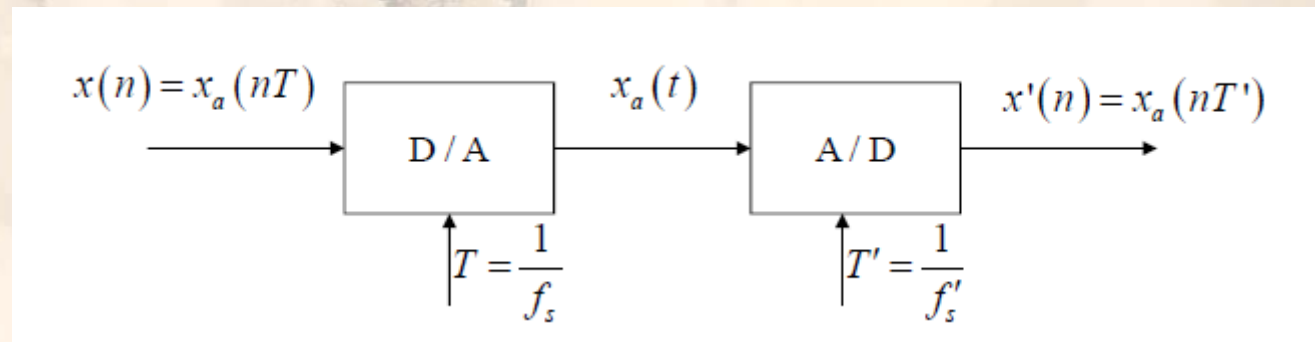 x(n)=x_a(nT)
x_a(t)
x'(n)=x_a(nT')
D/A
A/D
T=1/f_s
T'=1/f'_s